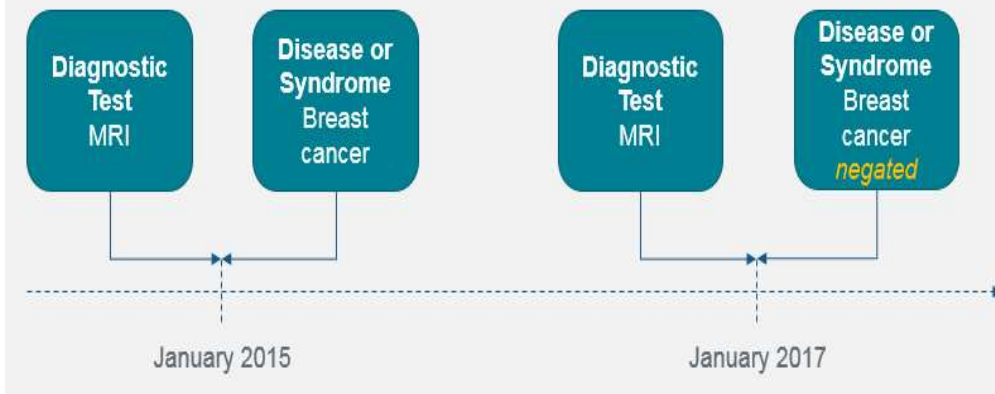 Diagnostic
Test
MRI
Disease or
Syndrome
Breast
cancer
Diagnostic
Test
MRI
Disease or
Syndrome
Breast
cancer
negated
January 2015
January 2017